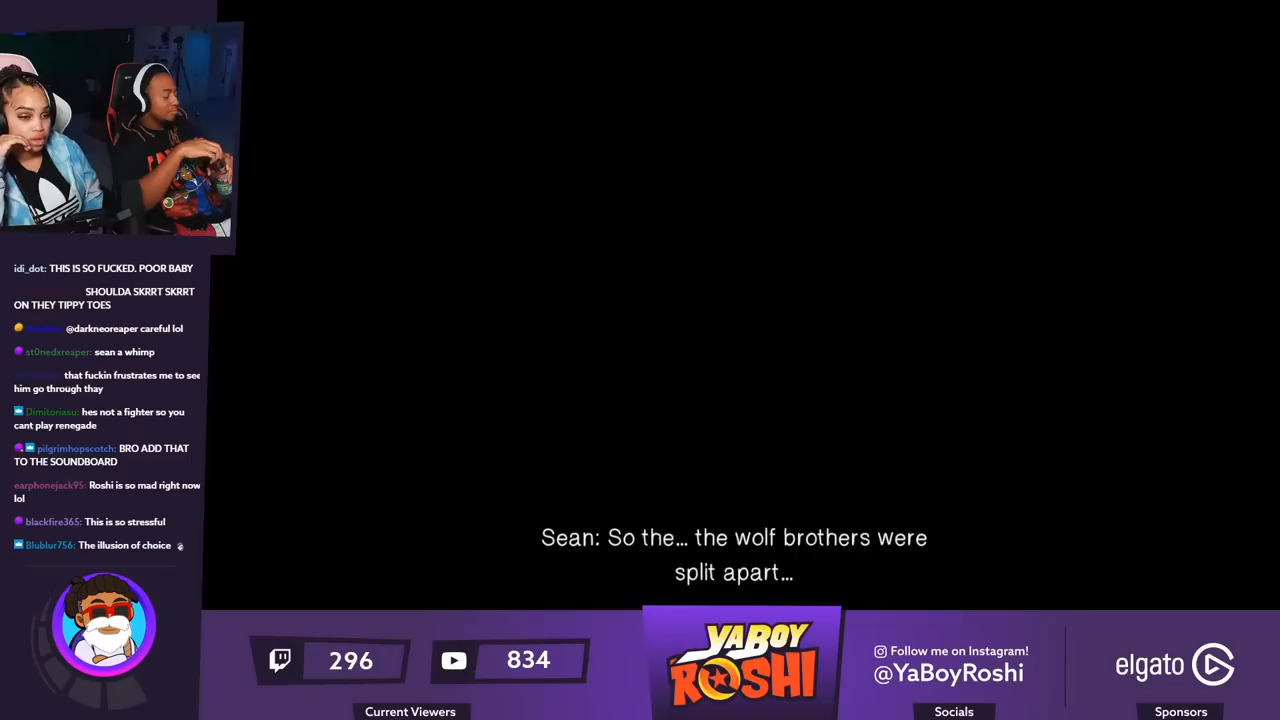 idi_dot: THIS IS SO FUCKED. POOR BABY
SHOULDA SKRRT SKRRT
ON THEY TIPPY TOES
@darkneoreaper careful lol
st0nedxreaper: sean a whimp
that fuckin frustrates me to see
him go through thay
Dimitoriasu: hes not a fighter so you
cant play renegade
pilgrimhopscotch: BRO ADD THAT
TO THE SOUNDBOARD
earphonejack95: Roshi is so mad right now
lol
blackfire365: This is so stressful
Blublur756: The illusion of choice
Sean: So the... the wolf brothers were
split apart...
296
834
Current Viewers
YABOY
ROSHI
Follow me on Instagram!
@YaBoyRoshi
Socials
elgato
Sponsors